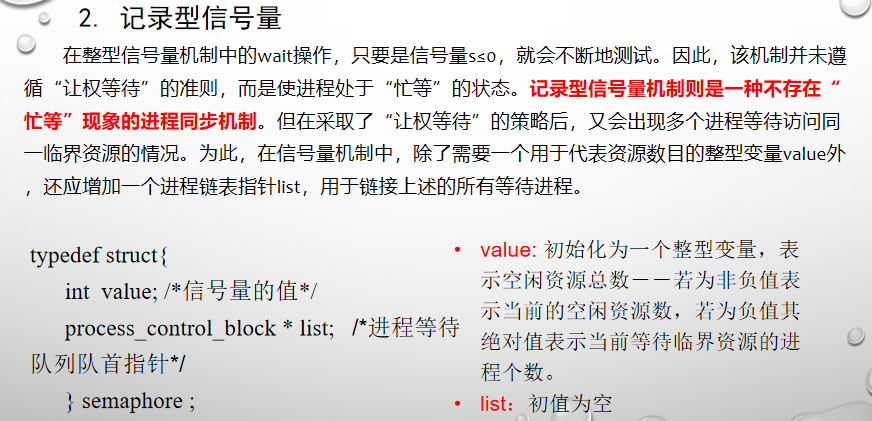 2. 记录型信号量
在整型信号量机制中的wait操作，只要是信号量s≤0，就会不断地测试。因此，该机制并未遵
循“让权等待”的准则，而是使进程处于“忙等”的状态。记录型信号量机制则是一种不存在“
忙等”现象的进程同步机制。但在采取了“让权等待”的策略后，又会出现多个进程等待访问同
一临界资源的情况。为此，在信号量机制中，除了需要一个用于代表资源数目的整型变量value外
，还应增加一个进程链表指针list，用于链接上述的所有等待进程。
typedef struct{
int value; /*信号量的值*/
process_control_block * list; /*进程等待
队列队首指针*/
} semaphore ;
• value: 初始化为一个整型变量，表
示空闲资源总数－－若为非负值表
示当前的空闲资源数，若为负值其
绝对值表示当前等待临界资源的进
程个数。
• list：初值为空